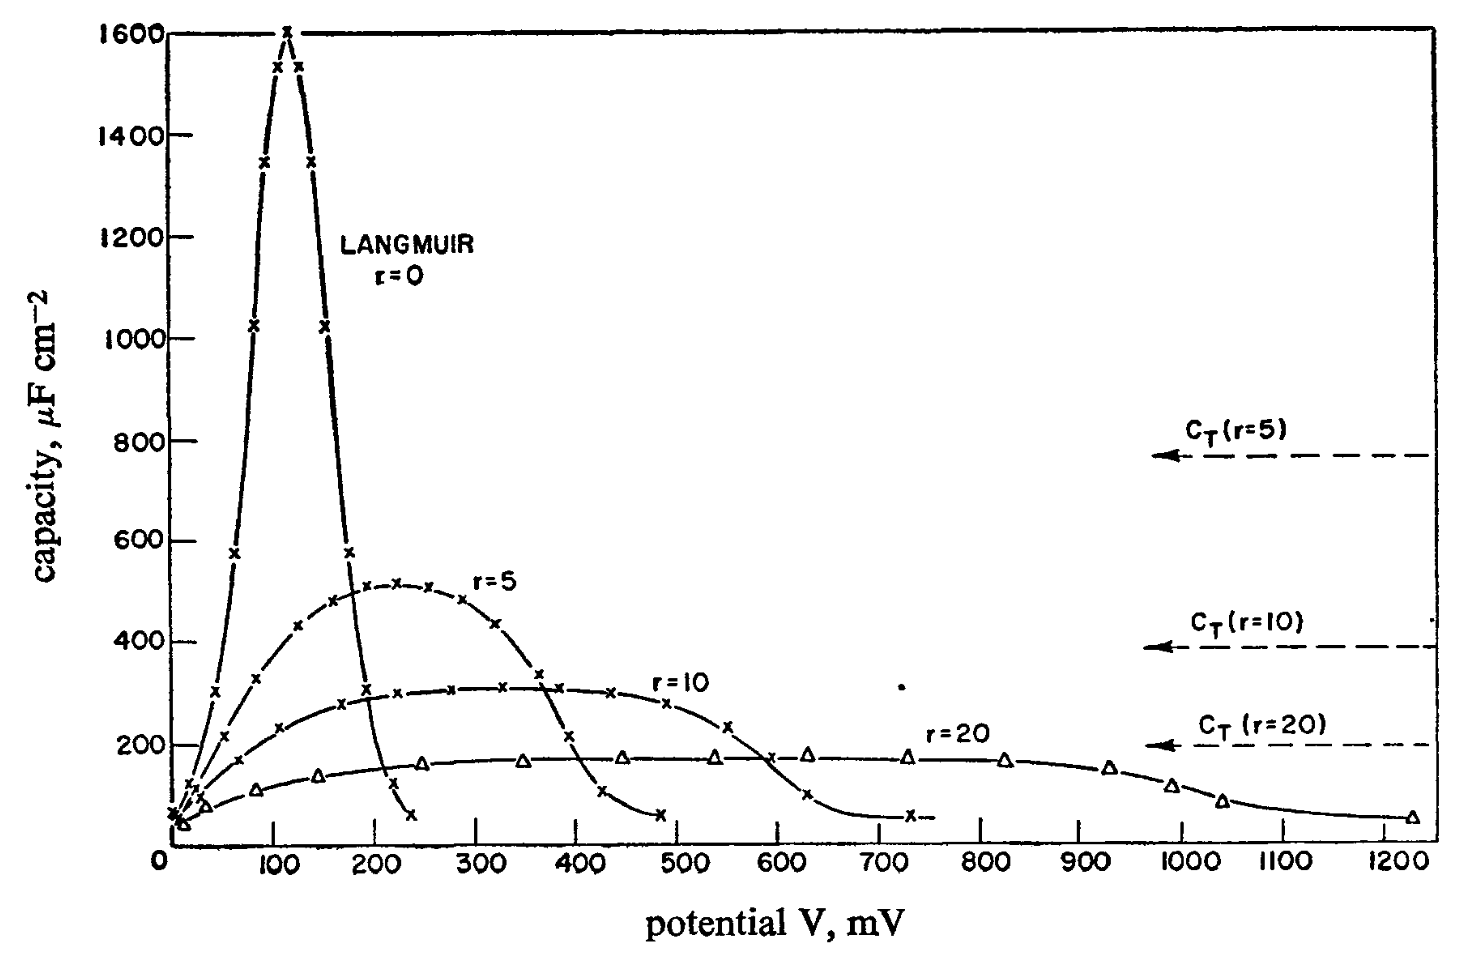 1600
1400
1200
1000
800
600
400
200
0
100
200
300
400
500
600
700
800
900
1000
1100
1200
capacity, μF cm⁻²
potential V, mV
LANGMUIR
r=0
r=5
r=10
r=20
C_T (r=5)
C_T (r=10)
C_T (r=20)